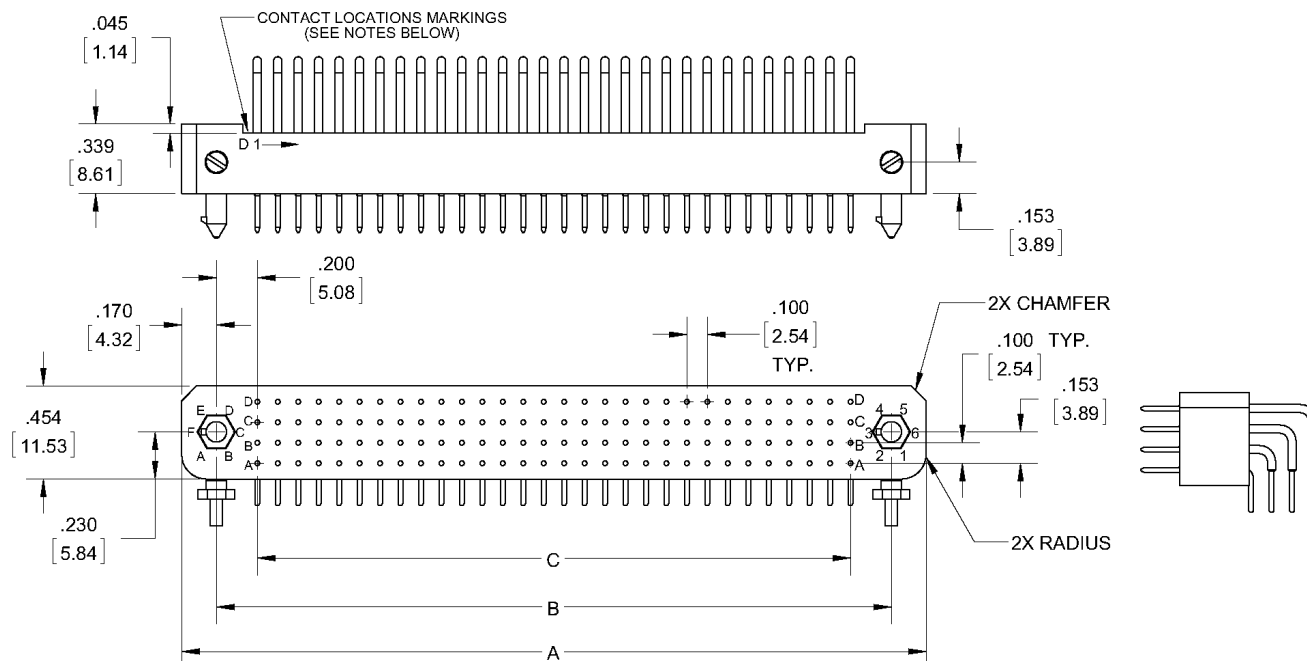 CONTACT LOCATIONS MARKINGS
(SEE NOTES BELOW)
.045
[1.14]
.339
[8.61]
D 1
.153
[3.89]
.200
[5.08]
.170
[4.32]
.100
[2.54]
TYP.
2X CHAMFER
.100 TYP.
[2.54]
.153
[3.89]
.454
[11.53]
E D
F C
A B
D
C
B
A
D
C
B
A
4 5
3 6
2 1
.230
[5.84]
2X RADIUS
C
B
A